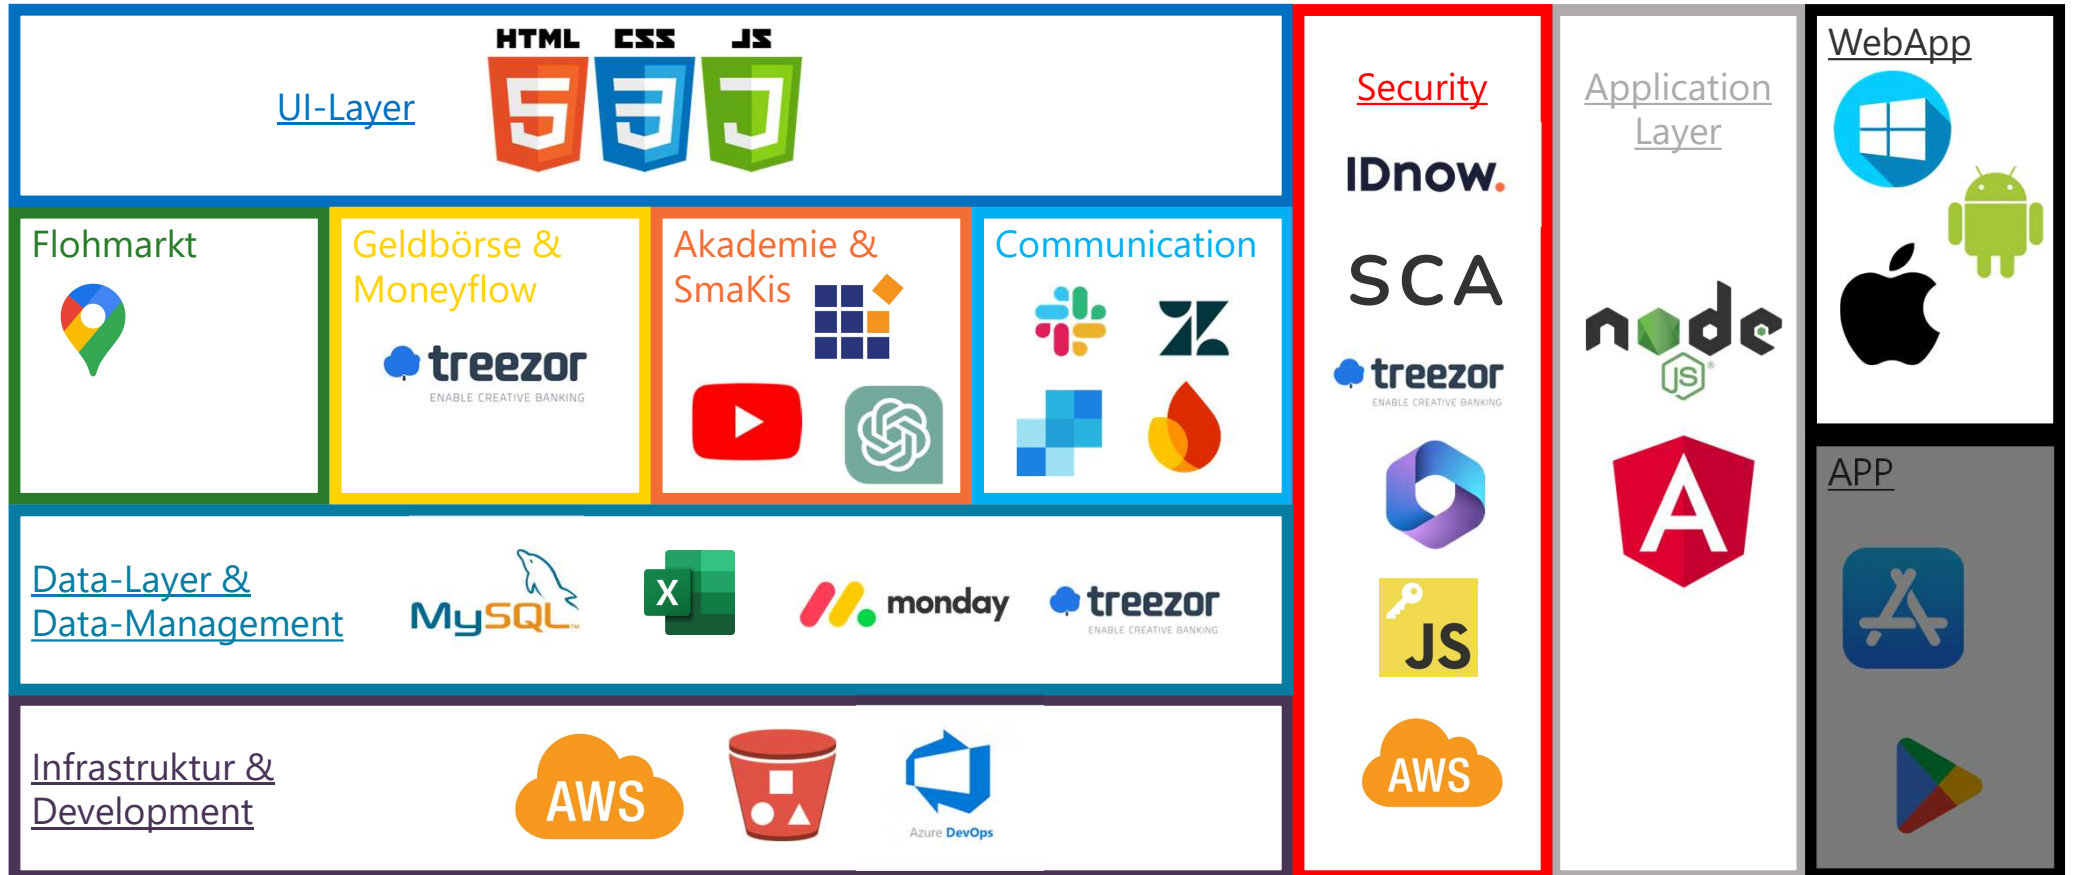 HTML CSS JS
UI-Layer
Flohmarkt
Geldbörse &
Moneyflow
treezor
ENABLE CREATIVE BANKING
Akademie &
SmaKis
Communication
Data-Layer &
Data-Management
MySQL™
X
monday
treezor
ENABLE CREATIVE BANKING
Infrastruktur &
Development
AWS
Azure DevOps
Security
IDnow.
SCA
treezor
ENABLE CREATIVE BANKING
JS
AWS
Application
Layer
node
JS®
A
WebApp
APP